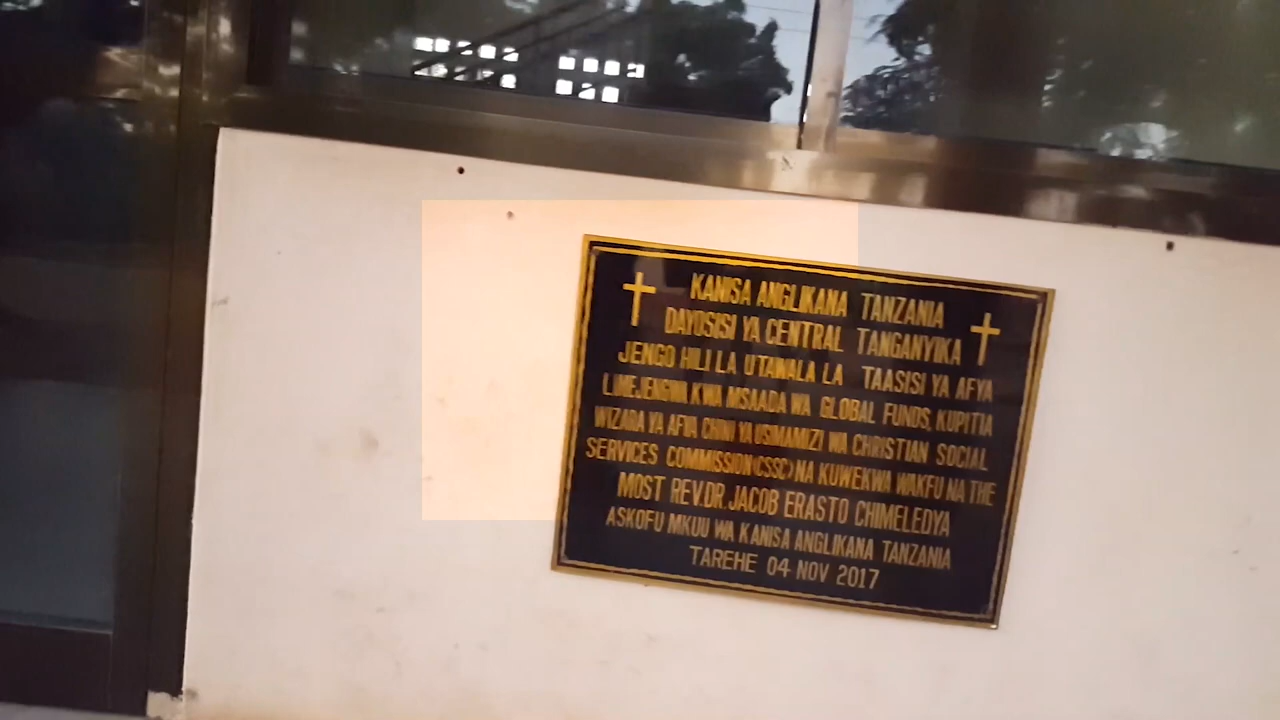 KANISA ANGLIKANA TANZANIA
DAYOSISI YA CENTRAL TANGANYIKA
JENGO HILI LA UTAWALA LA TAASISI YA AFYA
LIMEJENGWA KWA MSAADA WA GLOBAL FUNDS, KUPITIA
WIZARA YA AFYA CHINI YA USIMAMIZI WA CHRISTIAN SOCIAL
SERVICES COMMISSION (CSSC) NA KUWEKWA WAKFU NA THE
MOST REV.DR. JACOB ERASTO CHIMELEDYA
ASKOFU MKUU WA KANISA ANGLIKANA TANZANIA
TAREHE 04 NOV 2017